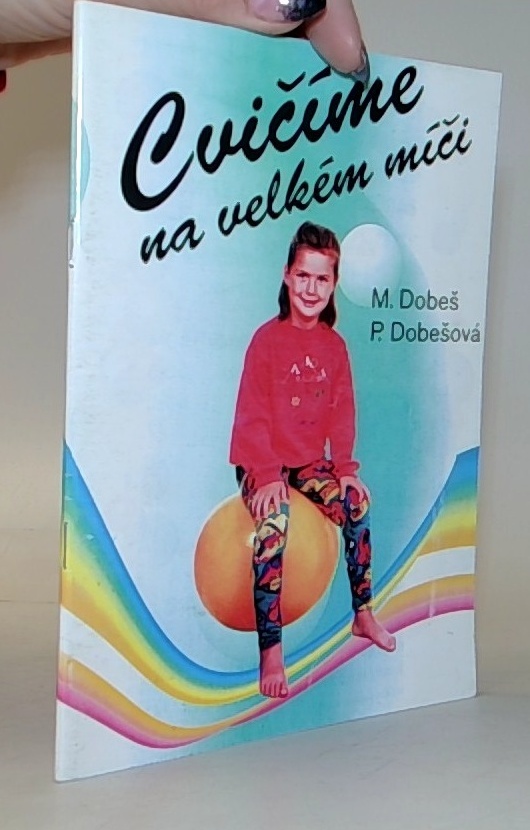 Cvičíme
na velkém míči
M. Dobeš
P. Dobešová